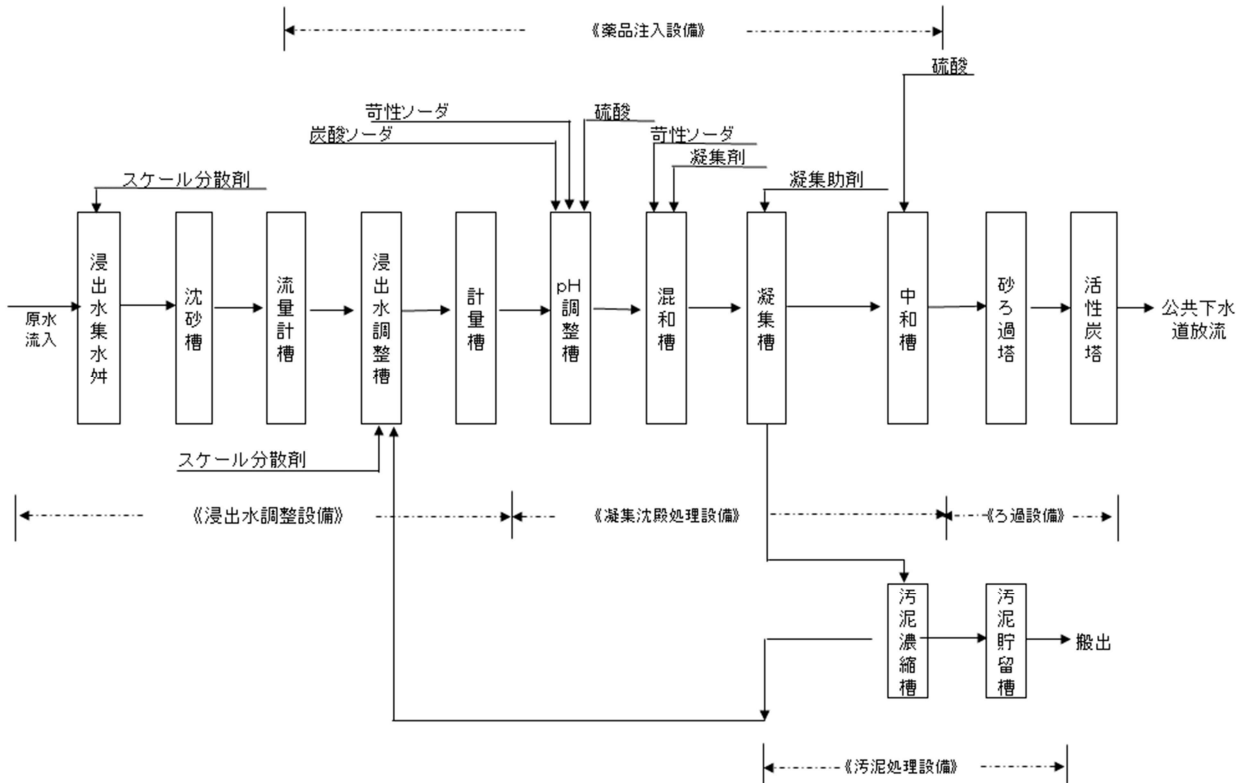 《薬品注入設備》
硫酸
苛性ソーダ
硫酸
炭酸ソーダ
苛性ソーダ
凝集剤
スケール分散剤
凝集助剤
浸出水集水舛
沈砂槽
流量計槽
浸出水調整槽
計量槽
pH調整槽
混和槽
凝集槽
中和槽
砂ろ過塔
活性炭塔
原水
流入
公共下水
道放流
スケール分散剤
《浸出水調整設備》
《凝集沈殿処理設備》
《ろ過設備》
汚泥濃縮槽
汚泥貯留槽
搬出
《汚泥処理設備》